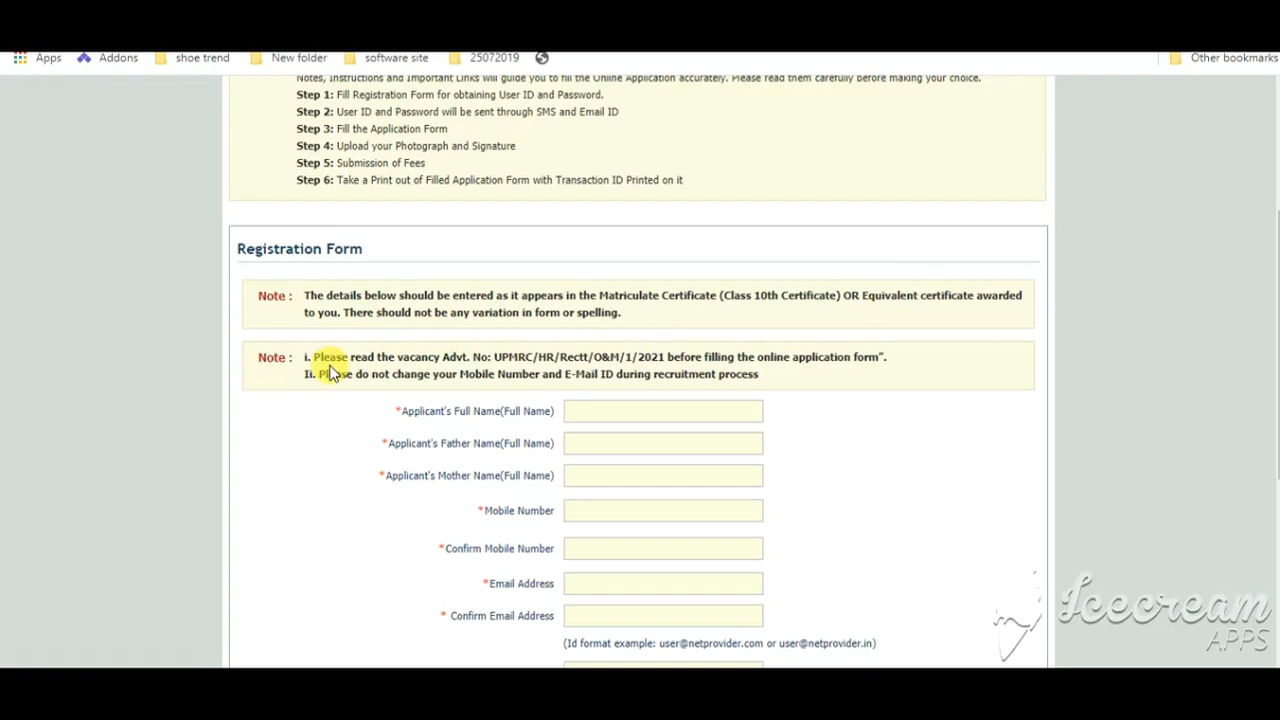 Apps Addons shoe trend New folder software site 25072019 Other bookmarks
Notes, Instructions and Important Links will guide you to fill the Online Application accurately. Please read them carefully before making your choice.
Step 1: Fill Registration Form for obtaining User ID and Password.
Step 2: User ID and Password will be sent through SMS and Email ID
Step 3: Fill the Application Form
Step 4: Upload your Photograph and Signature
Step 5: Submission of Fees
Step 6: Take a Print out of Filled Application Form with Transaction ID Printed on it
Registration Form
Note : The details below should be entered as it appears in the Matriculate Certificate (Class 10th Certificate) OR Equivalent certificate awarded
to you. There should not be any variation in form or spelling.
Note : i. Please read the vacancy Advt. No: UPMRC/HR/Rectt/O&M/1/2021 before filling the online application form”.
Ii. Please do not change your Mobile Number and E-Mail ID during recruitment process
*Applicant's Full Name(Full Name)
*Applicant's Father Name(Full Name)
*Applicant's Mother Name(Full Name)
*Mobile Number
*Confirm Mobile Number
*Email Address
* Confirm Email Address
(Id format example: user@netprovider.com or user@netprovider.in)
Icecream
APPS